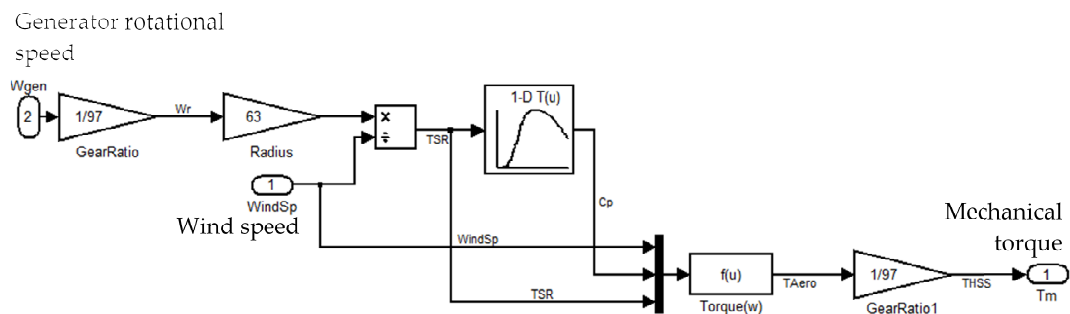 Generator rotational
speed
Wgen
2
1/97
GearRatio
Wr
63
Radius
×
÷
TSR
1-D T(u)
1
WindSp
Wind speed
Cp
WindSp
TSR
f(u)
Torque(w)
TAero
1/97
GearRatio1
THSS
Mechanical
torque
1
Tm